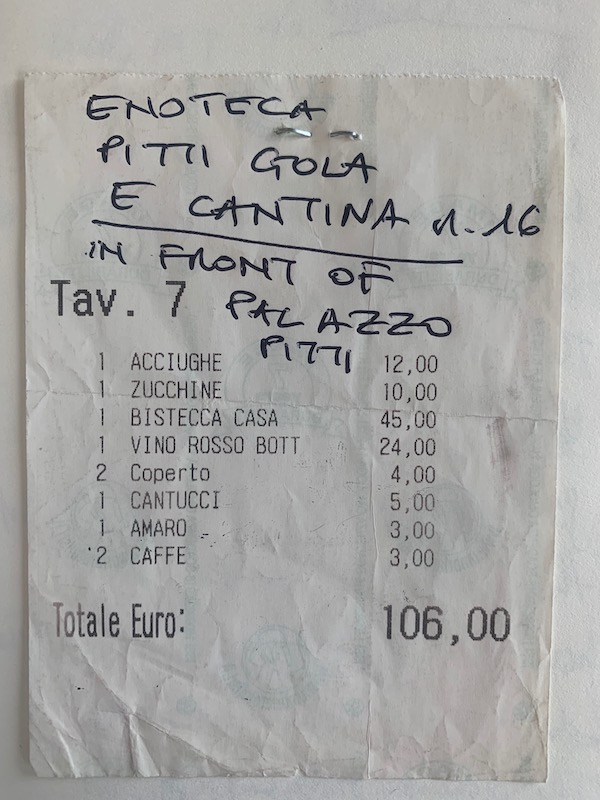 ENOTECA
PITTI GOLA
E CANTINA n. 16
IN FRONT OF
PALAZZO
PITTI
Tav. 7
1 ACCIUGHE 12,00
1 ZUCCHINE 10,00
1 BISTECCA CASA 45,00
1 VINO ROSSO BOTT 24,00
2 Coperto 4,00
1 CANTUCCI 5,00
1 AMARO 3,00
2 CAFFE 3,00
Totale Euro: 106,00